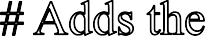 # Adds the